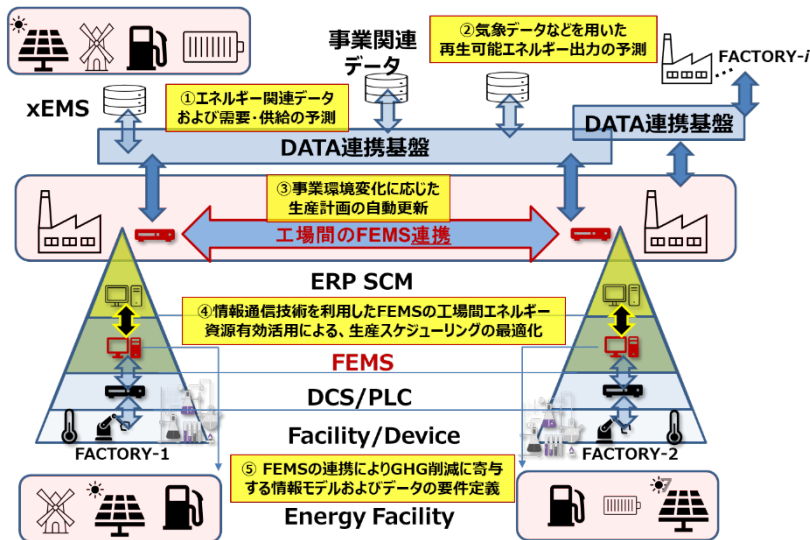 事業関連
データ
②気象データなどを用いた
再生可能エネルギー出力の予測
FACTORY-i
xEMS
①エネルギー関連データ
および需要・供給の予測
DATA連携基盤
DATA連携基盤
③事業環境変化に応じた
生産計画の自動更新
工場間のFEMS連携
ERP SCM
④情報通信技術を利用したFEMSの工場間エネルギー
資源有効活用による、生産スケジューリングの最適化
FEMS
DCS/PLC
Facility/Device
FACTORY-1
FACTORY-2
⑤ FEMSの連携によりGHG削減に寄与
する情報モデルおよびデータの要件定義
Energy Facility